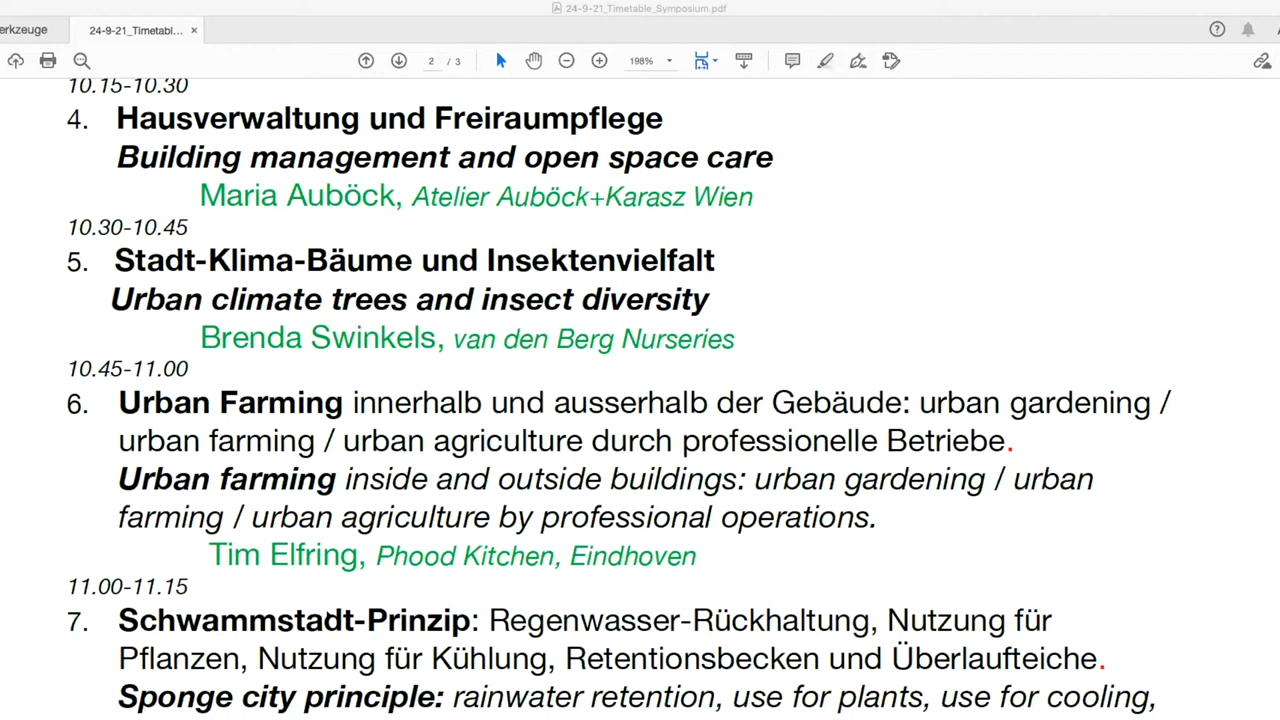 24-9-21_Timetable_Symposium.pdf
erkzeuge
24-9-21_Timetabl... ×
2 / 3
198%
10.15-10.30
4. Hausverwaltung und Freiraumpflege
Building management and open space care
Maria Auböck, Atelier Auböck+Karasz Wien
10.30-10.45
5. Stadt-Klima-Bäume und Insektenvielfalt
Urban climate trees and insect diversity
Brenda Swinkels, van den Berg Nurseries
10.45-11.00
6. Urban Farming innerhalb und ausserhalb der Gebäude: urban gardening /
urban farming / urban agriculture durch professionelle Betriebe.
Urban farming inside and outside buildings: urban gardening / urban
farming / urban agriculture by professional operations.
Tim Elfring, Phood Kitchen, Eindhoven
11.00-11.15
7. Schwammstadt-Prinzip: Regenwasser-Rückhaltung, Nutzung für
Pflanzen, Nutzung für Kühlung, Retentionsbecken und Überlaufteiche.
Sponge city principle: rainwater retention, use for plants, use for cooling,